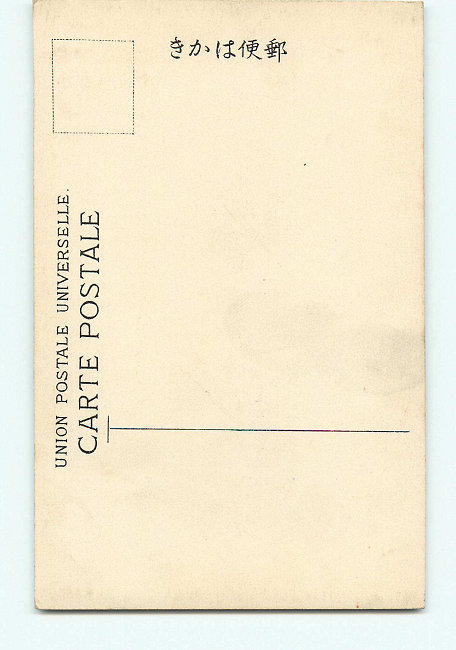 郵便はかき
UNION POSTALE UNIVERSELLE.
CARTE POSTALE